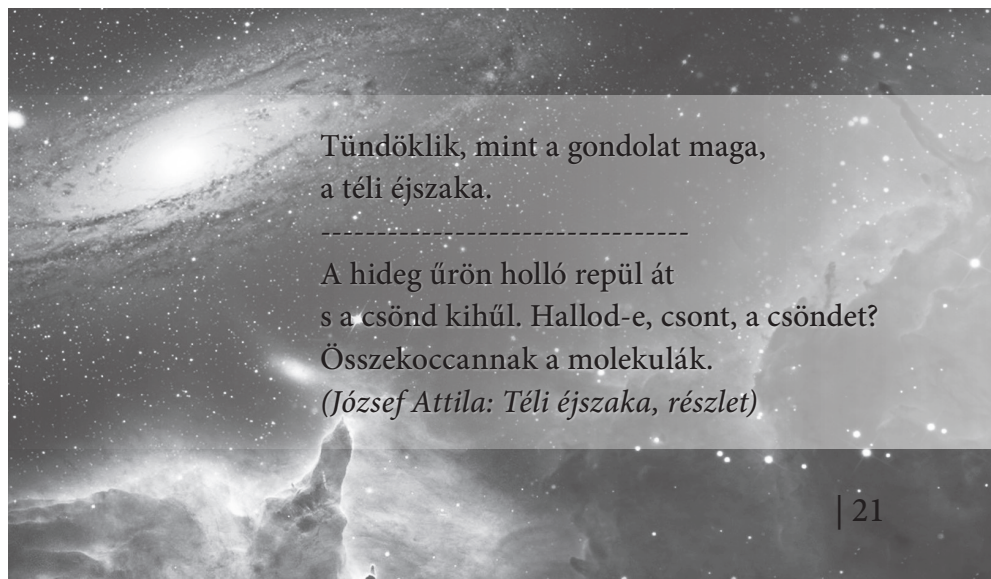 Tündöklik, mint a gondolat maga,
a téli éjszaka.
---------------------------------
A hideg űrön holló repül át
s a csönd kihűl. Hallod-e, csont, a csöndet?
Összekoccannak a molekulák.
(József Attila: Téli éjszaka, részlet)
| 21